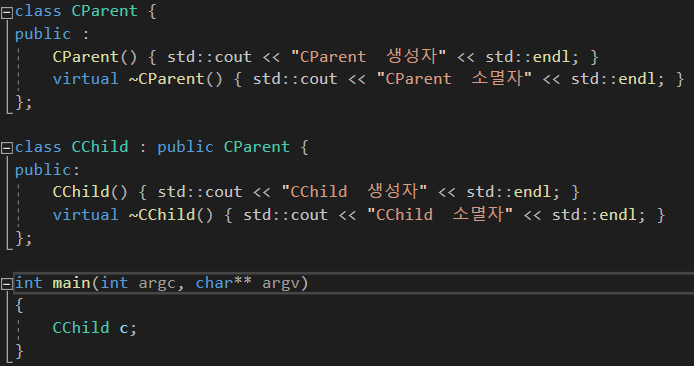 class CParent {
public :
CParent() { std::cout << "CParent  생성자" << std::endl; }
virtual ~CParent() { std::cout << "CParent  소멸자" << std::endl; }
};
class CChild : public CParent {
public:
CChild() { std::cout << "CChild  생성자" << std::endl; }
virtual ~CChild() { std::cout << "CChild  소멸자" << std::endl; }
};
int main(int argc, char** argv)
{
CChild c;
}